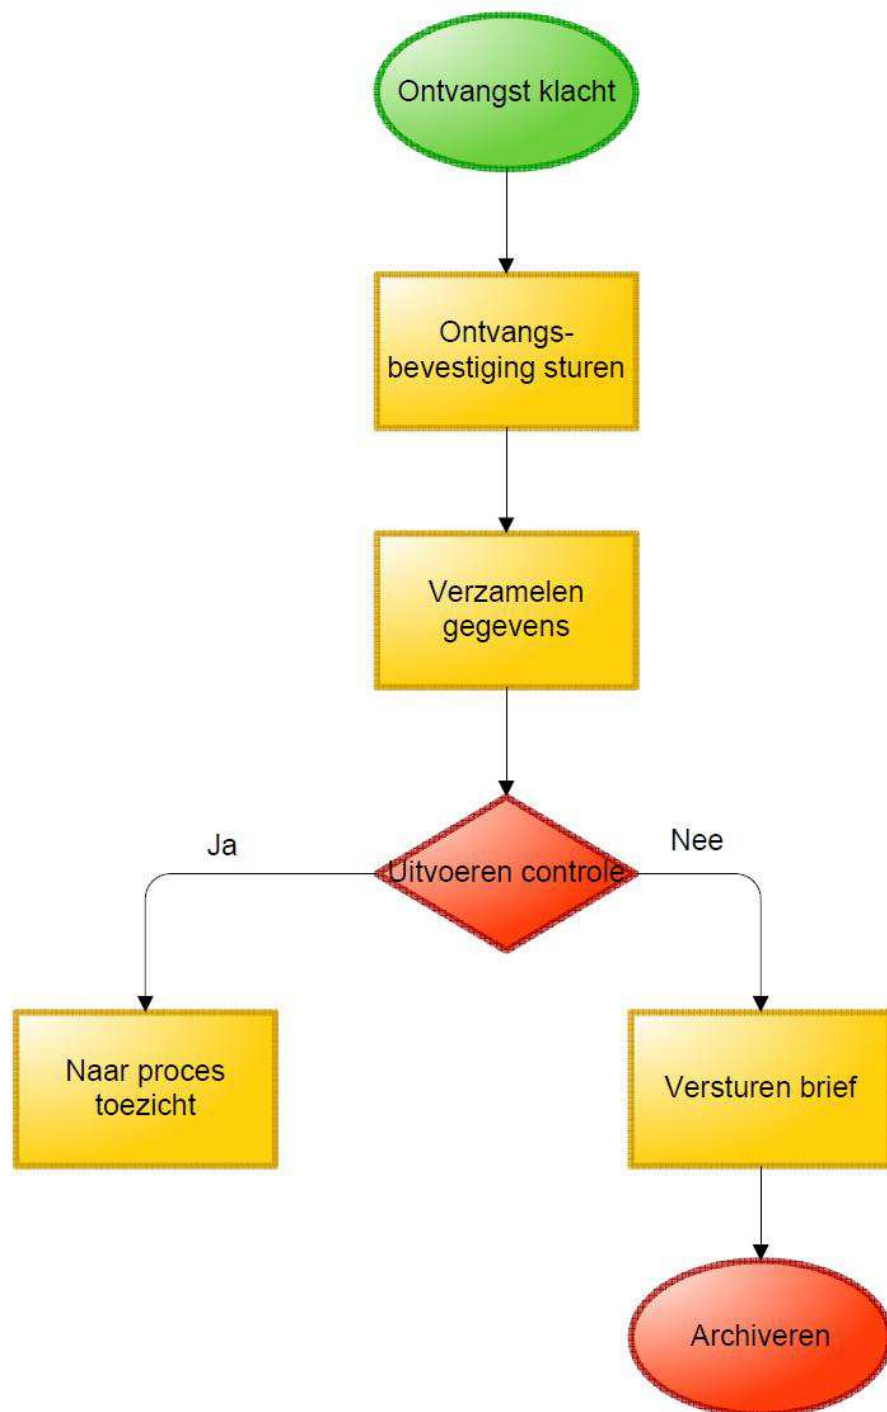 Ontvangst klacht
Ontvangs-
bevestiging sturen
Verzamelen
gegevens
Ja
Nee
Uitvoeren controle
Naar proces
toezicht
Versturen brief
Archiveren